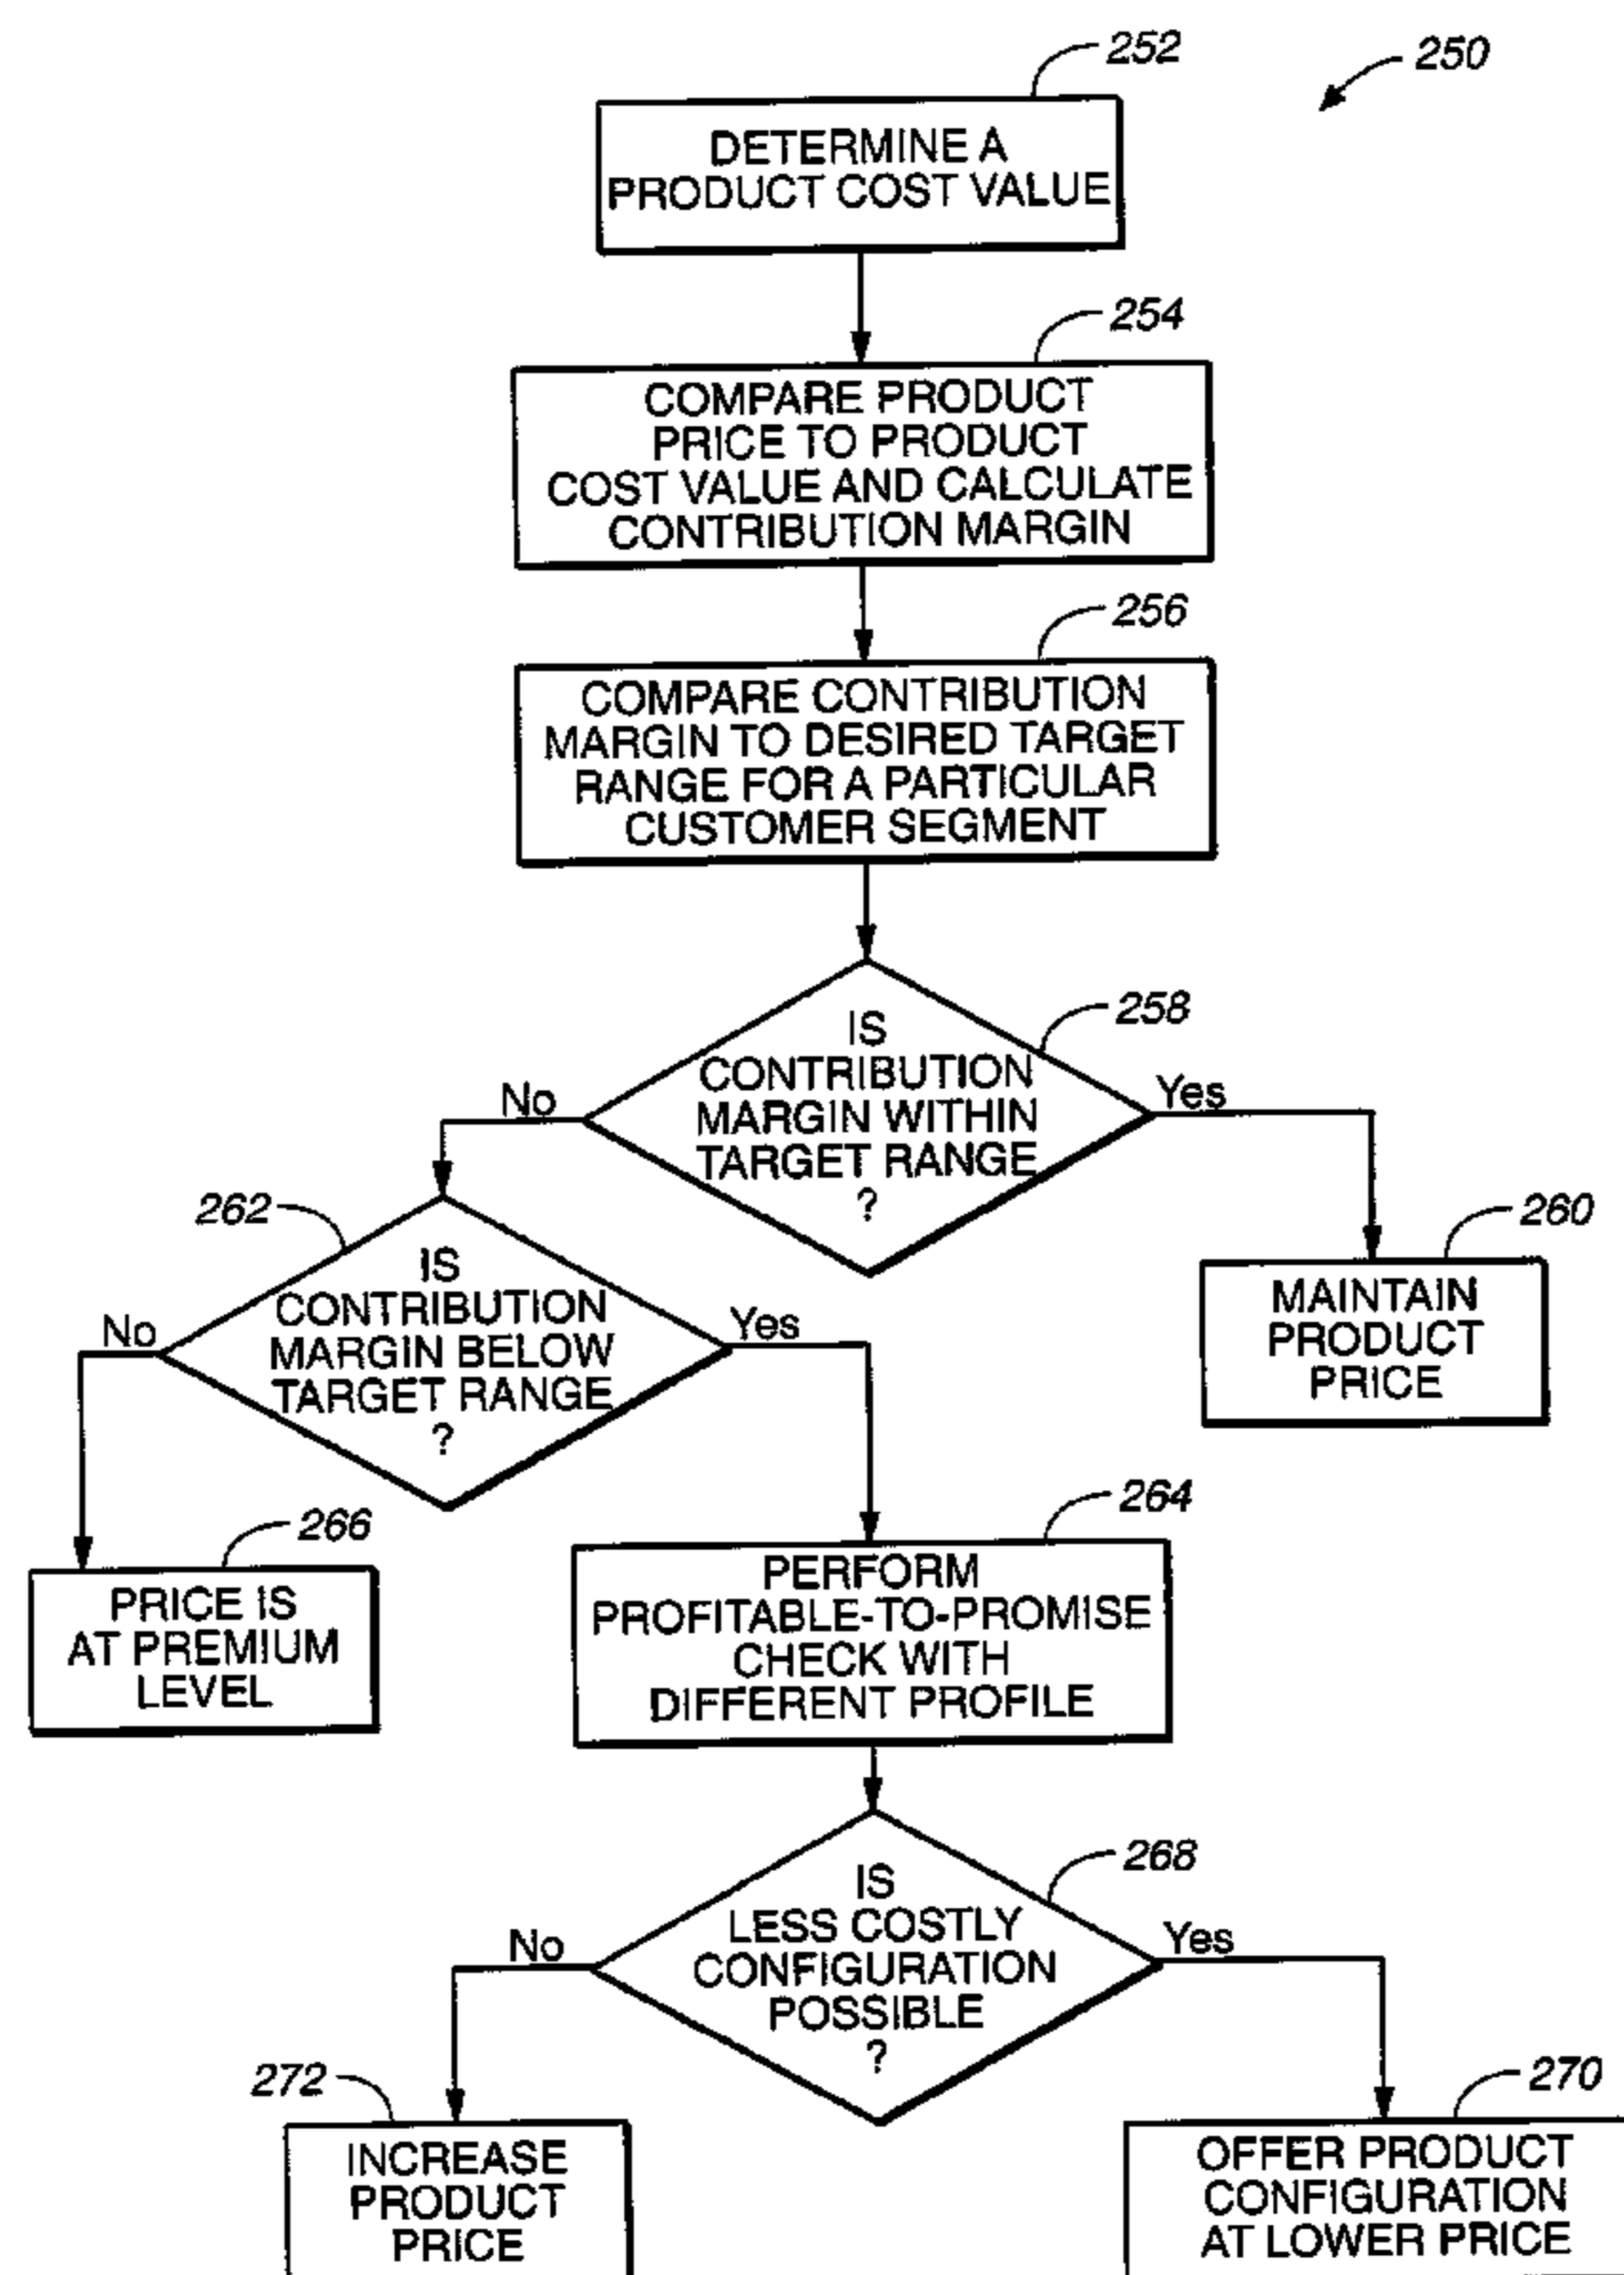 252
250
DETERMINE A
PRODUCT COST VALUE
254
COMPARE PRODUCT
PRICE TO PRODUCT
COST VALUE AND CALCULATE
CONTRIBUTION MARGIN
256
COMPARE CONTRIBUTION
MARGIN TO DESIRED TARGET
RANGE FOR A PARTICULAR
CUSTOMER SEGMENT
258
IS
CONTRIBUTION
MARGIN WITHIN
TARGET RANGE
?
No
Yes
262
IS
CONTRIBUTION
MARGIN BELOW
TARGET RANGE
?
No
Yes
260
MAINTAIN
PRODUCT
PRICE
266
PRICE IS
AT PREMIUM
LEVEL
264
PERFORM
PROFITABLE-TO-PROMISE
CHECK WITH
DIFFERENT PROFILE
268
IS
LESS COSTLY
CONFIGURATION
POSSIBLE
?
No
Yes
272
INCREASE
PRODUCT
PRICE
270
OFFER PRODUCT
CONFIGURATION
AT LOWER PRICE